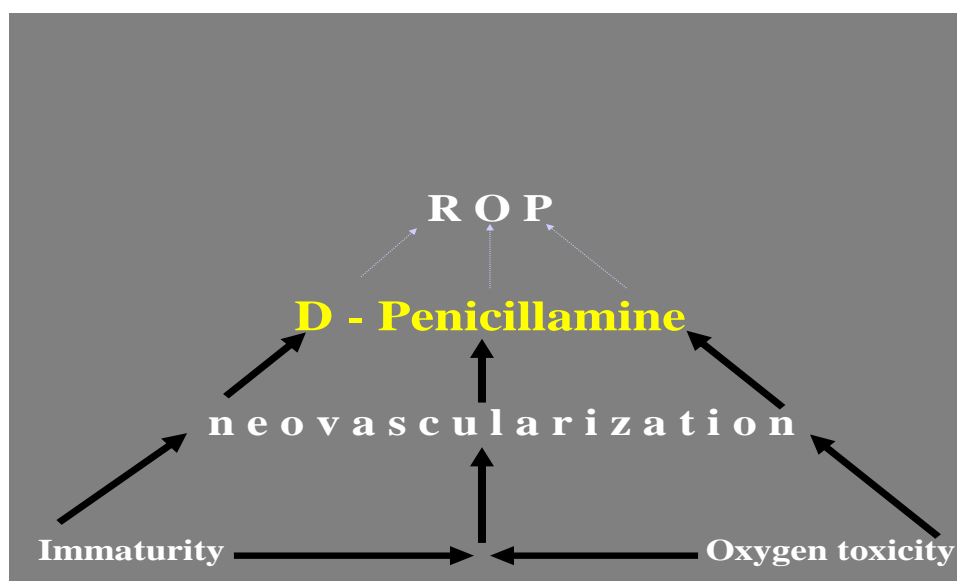 R O P
D - Penicillamine
n e o v a s c u l a r i z a t i o n
Immaturity
Oxygen toxicity